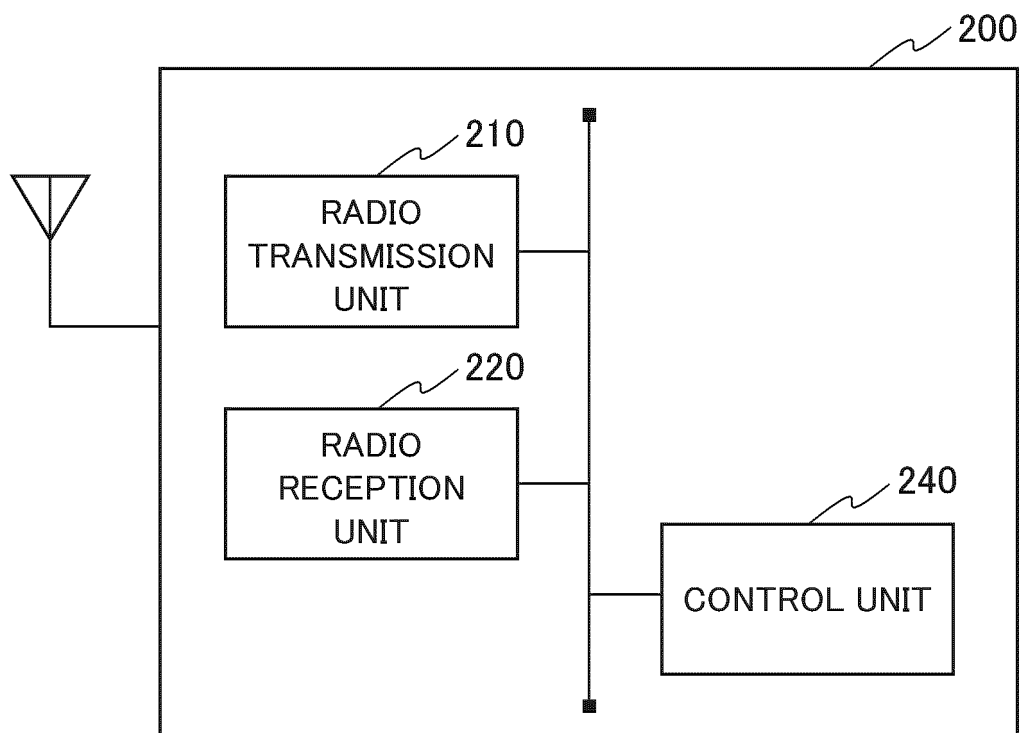 200
210
RADIO
TRANSMISSION
UNIT
220
RADIO
RECEPTION
UNIT
240
CONTROL UNIT